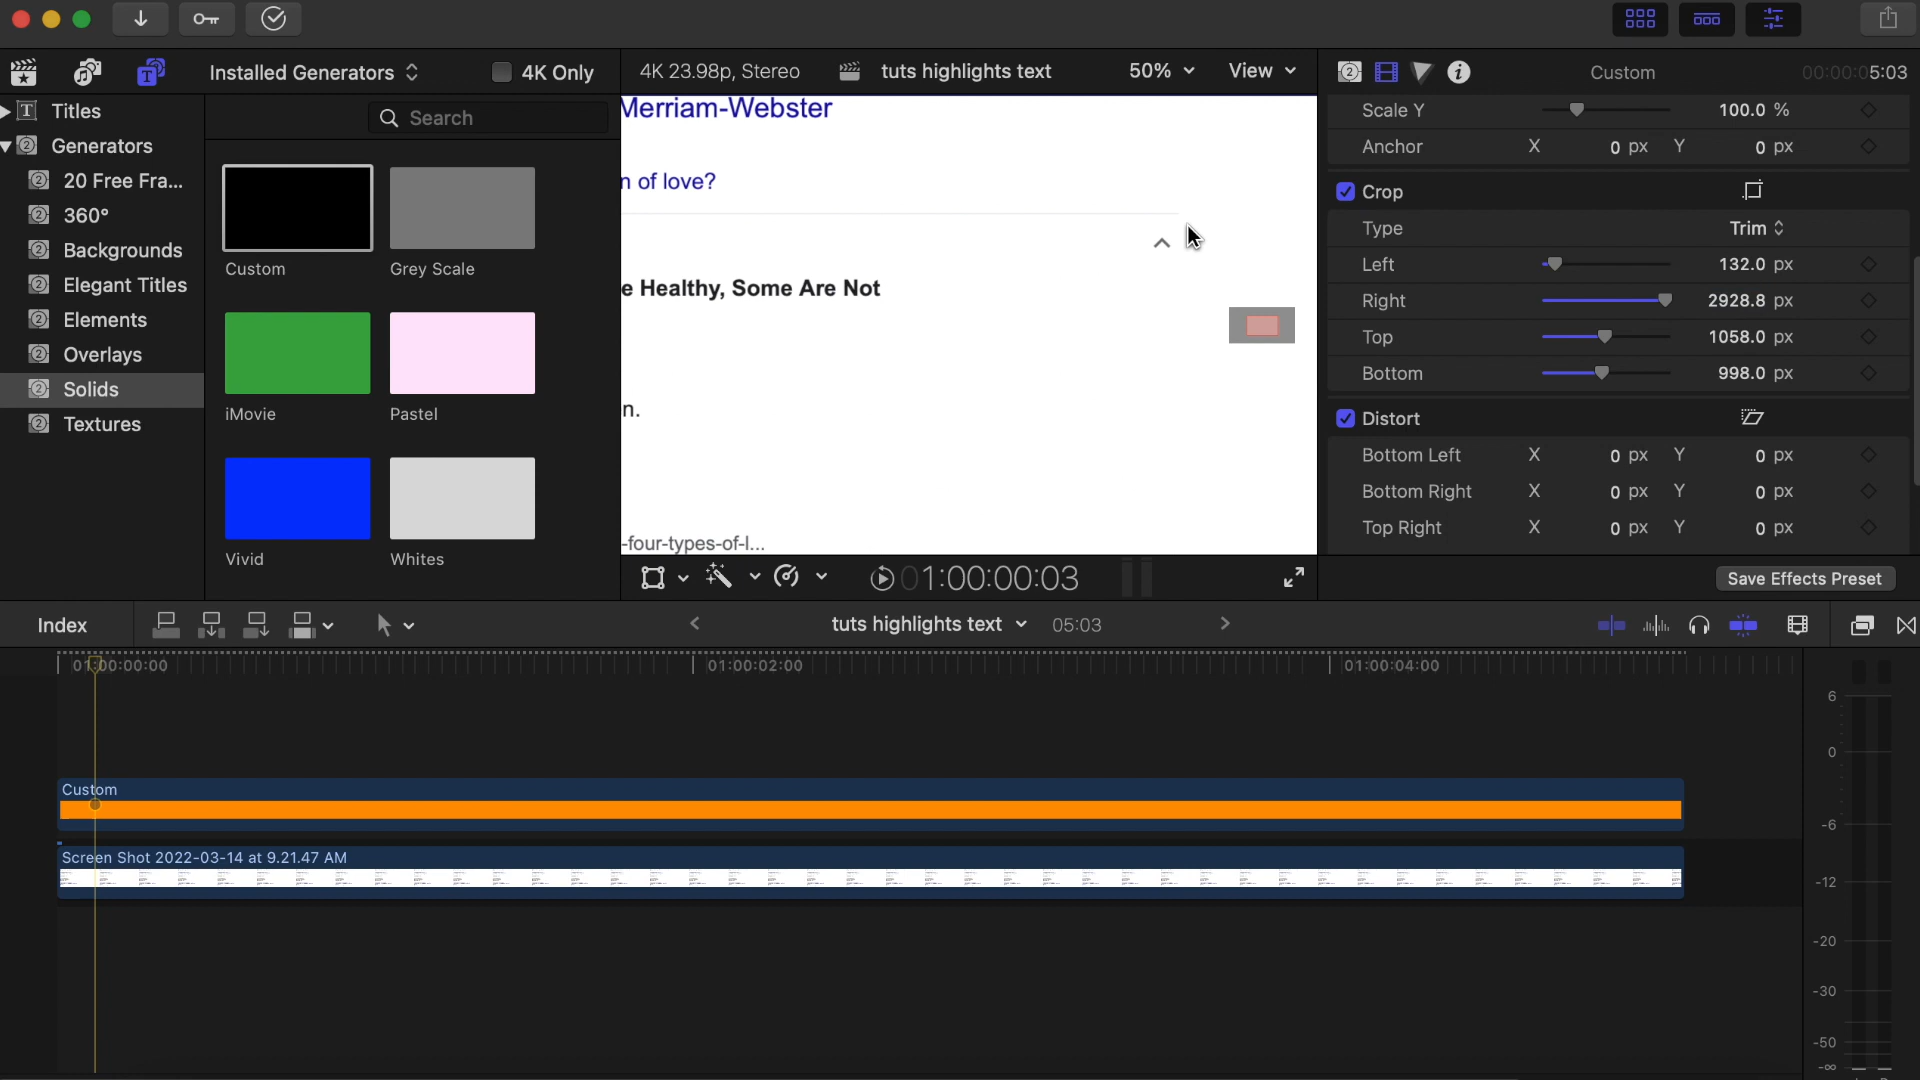 Installed Generators
4K Only
4K 23.98p, Stereo
tuts highlights text
50%
View
Custom
00:00:05:03
Titles
Generators
20 Free Fra...
360°
Backgrounds
Elegant Titles
Elements
Overlays
Solids
Textures
Search
Custom
Grey Scale
iMovie
Pastel
Vivid
Whites
Merriam-Webster
n of love?
e Healthy, Some Are Not
n.
-four-types-of-l...
01:00:00:03
Scale Y 100.0 %
Anchor X 0 px Y 0 px
Crop
Type Trim
Left 132.0 px
Right 2928.8 px
Top 1058.0 px
Bottom 998.0 px
Distort
Bottom Left X 0 px Y 0 px
Bottom Right X 0 px Y 0 px
Top Right X 0 px Y 0 px
Save Effects Preset
Index
tuts highlights text
05:03
01:00:00:00
01:00:02:00
01:00:04:00
Custom
Screen Shot 2022-03-14 at 9.21.47 AM
6
0
-6
-12
-20
-30
-50
-∞